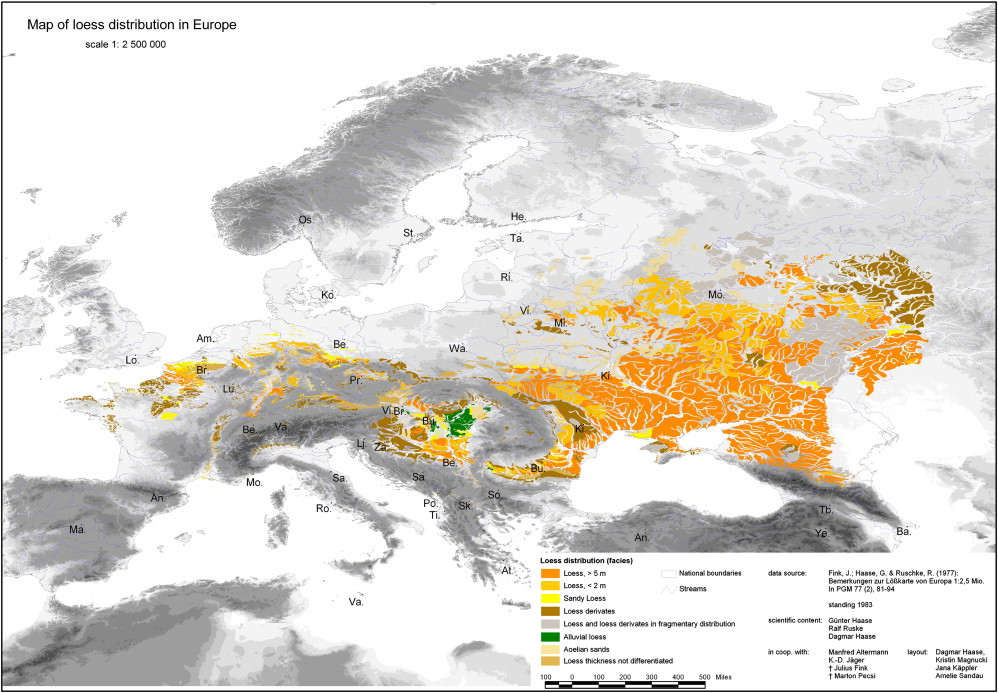 Map of loess distribution in Europe
scale 1: 2 500 000
Os.
St.
He.
Ta.
Ri.
Ko.
Vi.
Mi.
Mo.
Am.
Be.
Wa.
Lo.
Br.
Lu.
Pr.
Ki.
Vi.
Br.
Bu.
Ki.
Be.
Va.
Lj.
Za.
Be.
Bu.
Mo.
Sa.
Sa.
So.
An.
Ro.
Po.
Ti.
Sk.
Ma.
An.
Tb.
Ye.
Ba.
At.
Va.
Loess distribution (facies)
Loess, > 5 m
Loess, < 2 m
Sandy Loess
Loess derivates
Loess and loess derivates in fragmentary distribution
Alluvial loess
Aoelian sands
Loess thickness not differentiated
National boundaries
Streams
100 0 100 200 300 400 500 Miles
data source: Fink, J.; Haase, G. & Ruschke, R. (1977):
Bemerkungen zur Lößkarte von Europa 1:2,5 Mio.
In PGM 77 (2), 81-94
standing 1983
scientific content: Günter Haase
Ralf Ruske
Dagmar Haase
in coop. with: Manfred Altermann
K.-D. Jäger
† Julius Fink
† Marton Pecsi
layout: Dagmar Haase,
Kristin Magnucki
Jana Käppler
Amelie Sandau